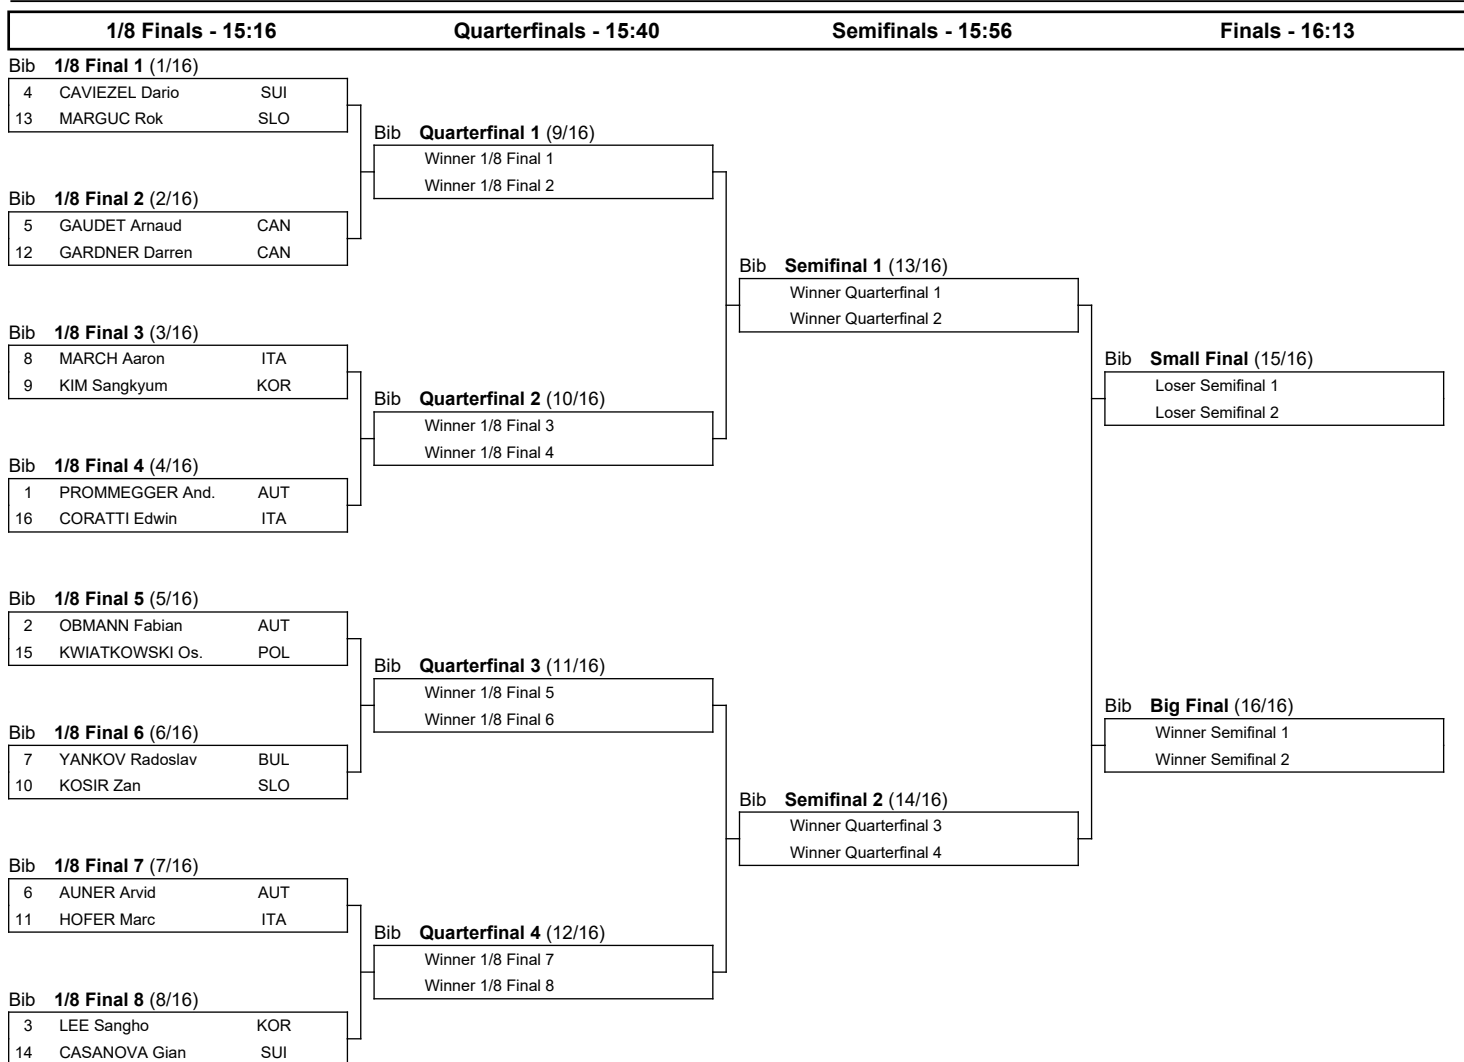 1/8 Finals - 15:16 Quarterfinals - 15:40 Semifinals - 15:56 Finals - 16:13
Bib 1/8 Final 1 (1/16)
4 CAVIEZEL Dario SUI
13 MARGUC Rok SLO
Bib 1/8 Final 2 (2/16)
5 GAUDET Arnaud CAN
12 GARDNER Darren CAN
Bib 1/8 Final 3 (3/16)
8 MARCH Aaron ITA
9 KIM Sangkyum KOR
Bib 1/8 Final 4 (4/16)
1 PROMMEGGER And. AUT
16 CORATTI Edwin ITA
Bib 1/8 Final 5 (5/16)
2 OBMANN Fabian AUT
15 KWIATKOWSKI Os. POL
Bib 1/8 Final 6 (6/16)
7 YANKOV Radoslav BUL
10 KOSIR Zan SLO
Bib 1/8 Final 7 (7/16)
6 AUNER Arvid AUT
11 HOFER Marc ITA
Bib 1/8 Final 8 (8/16)
3 LEE Sangho KOR
14 CASANOVA Gian SUI
Bib Quarterfinal 1 (9/16)
Winner 1/8 Final 1
Winner 1/8 Final 2
Bib Quarterfinal 2 (10/16)
Winner 1/8 Final 3
Winner 1/8 Final 4
Bib Quarterfinal 3 (11/16)
Winner 1/8 Final 5
Winner 1/8 Final 6
Bib Quarterfinal 4 (12/16)
Winner 1/8 Final 7
Winner 1/8 Final 8
Bib Semifinal 1 (13/16)
Winner Quarterfinal 1
Winner Quarterfinal 2
Bib Semifinal 2 (14/16)
Winner Quarterfinal 3
Winner Quarterfinal 4
Bib Small Final (15/16)
Loser Semifinal 1
Loser Semifinal 2
Bib Big Final (16/16)
Winner Semifinal 1
Winner Semifinal 2